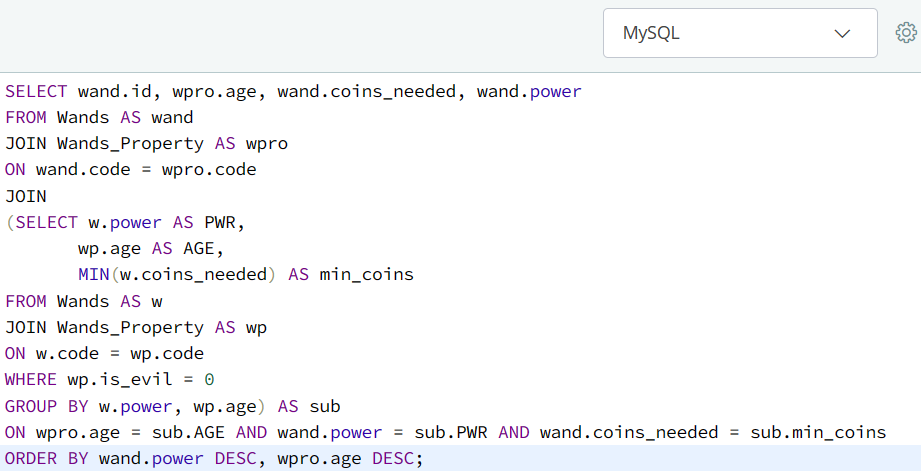 MySQL
SELECT wand.id, wpro.age, wand.coins_needed, wand.power
FROM Wands AS wand
JOIN Wands_Property AS wpro
ON wand.code = wpro.code
JOIN
(SELECT w.power AS PWR,
wp.age AS AGE,
MIN(w.coins_needed) AS min_coins
FROM Wands AS w
JOIN Wands_Property AS wp
ON w.code = wp.code
WHERE wp.is_evil = 0
GROUP BY w.power, wp.age) AS sub
ON wpro.age = sub.AGE AND wand.power = sub.PWR AND wand.coins_needed = sub.min_coins
ORDER BY wand.power DESC, wpro.age DESC;